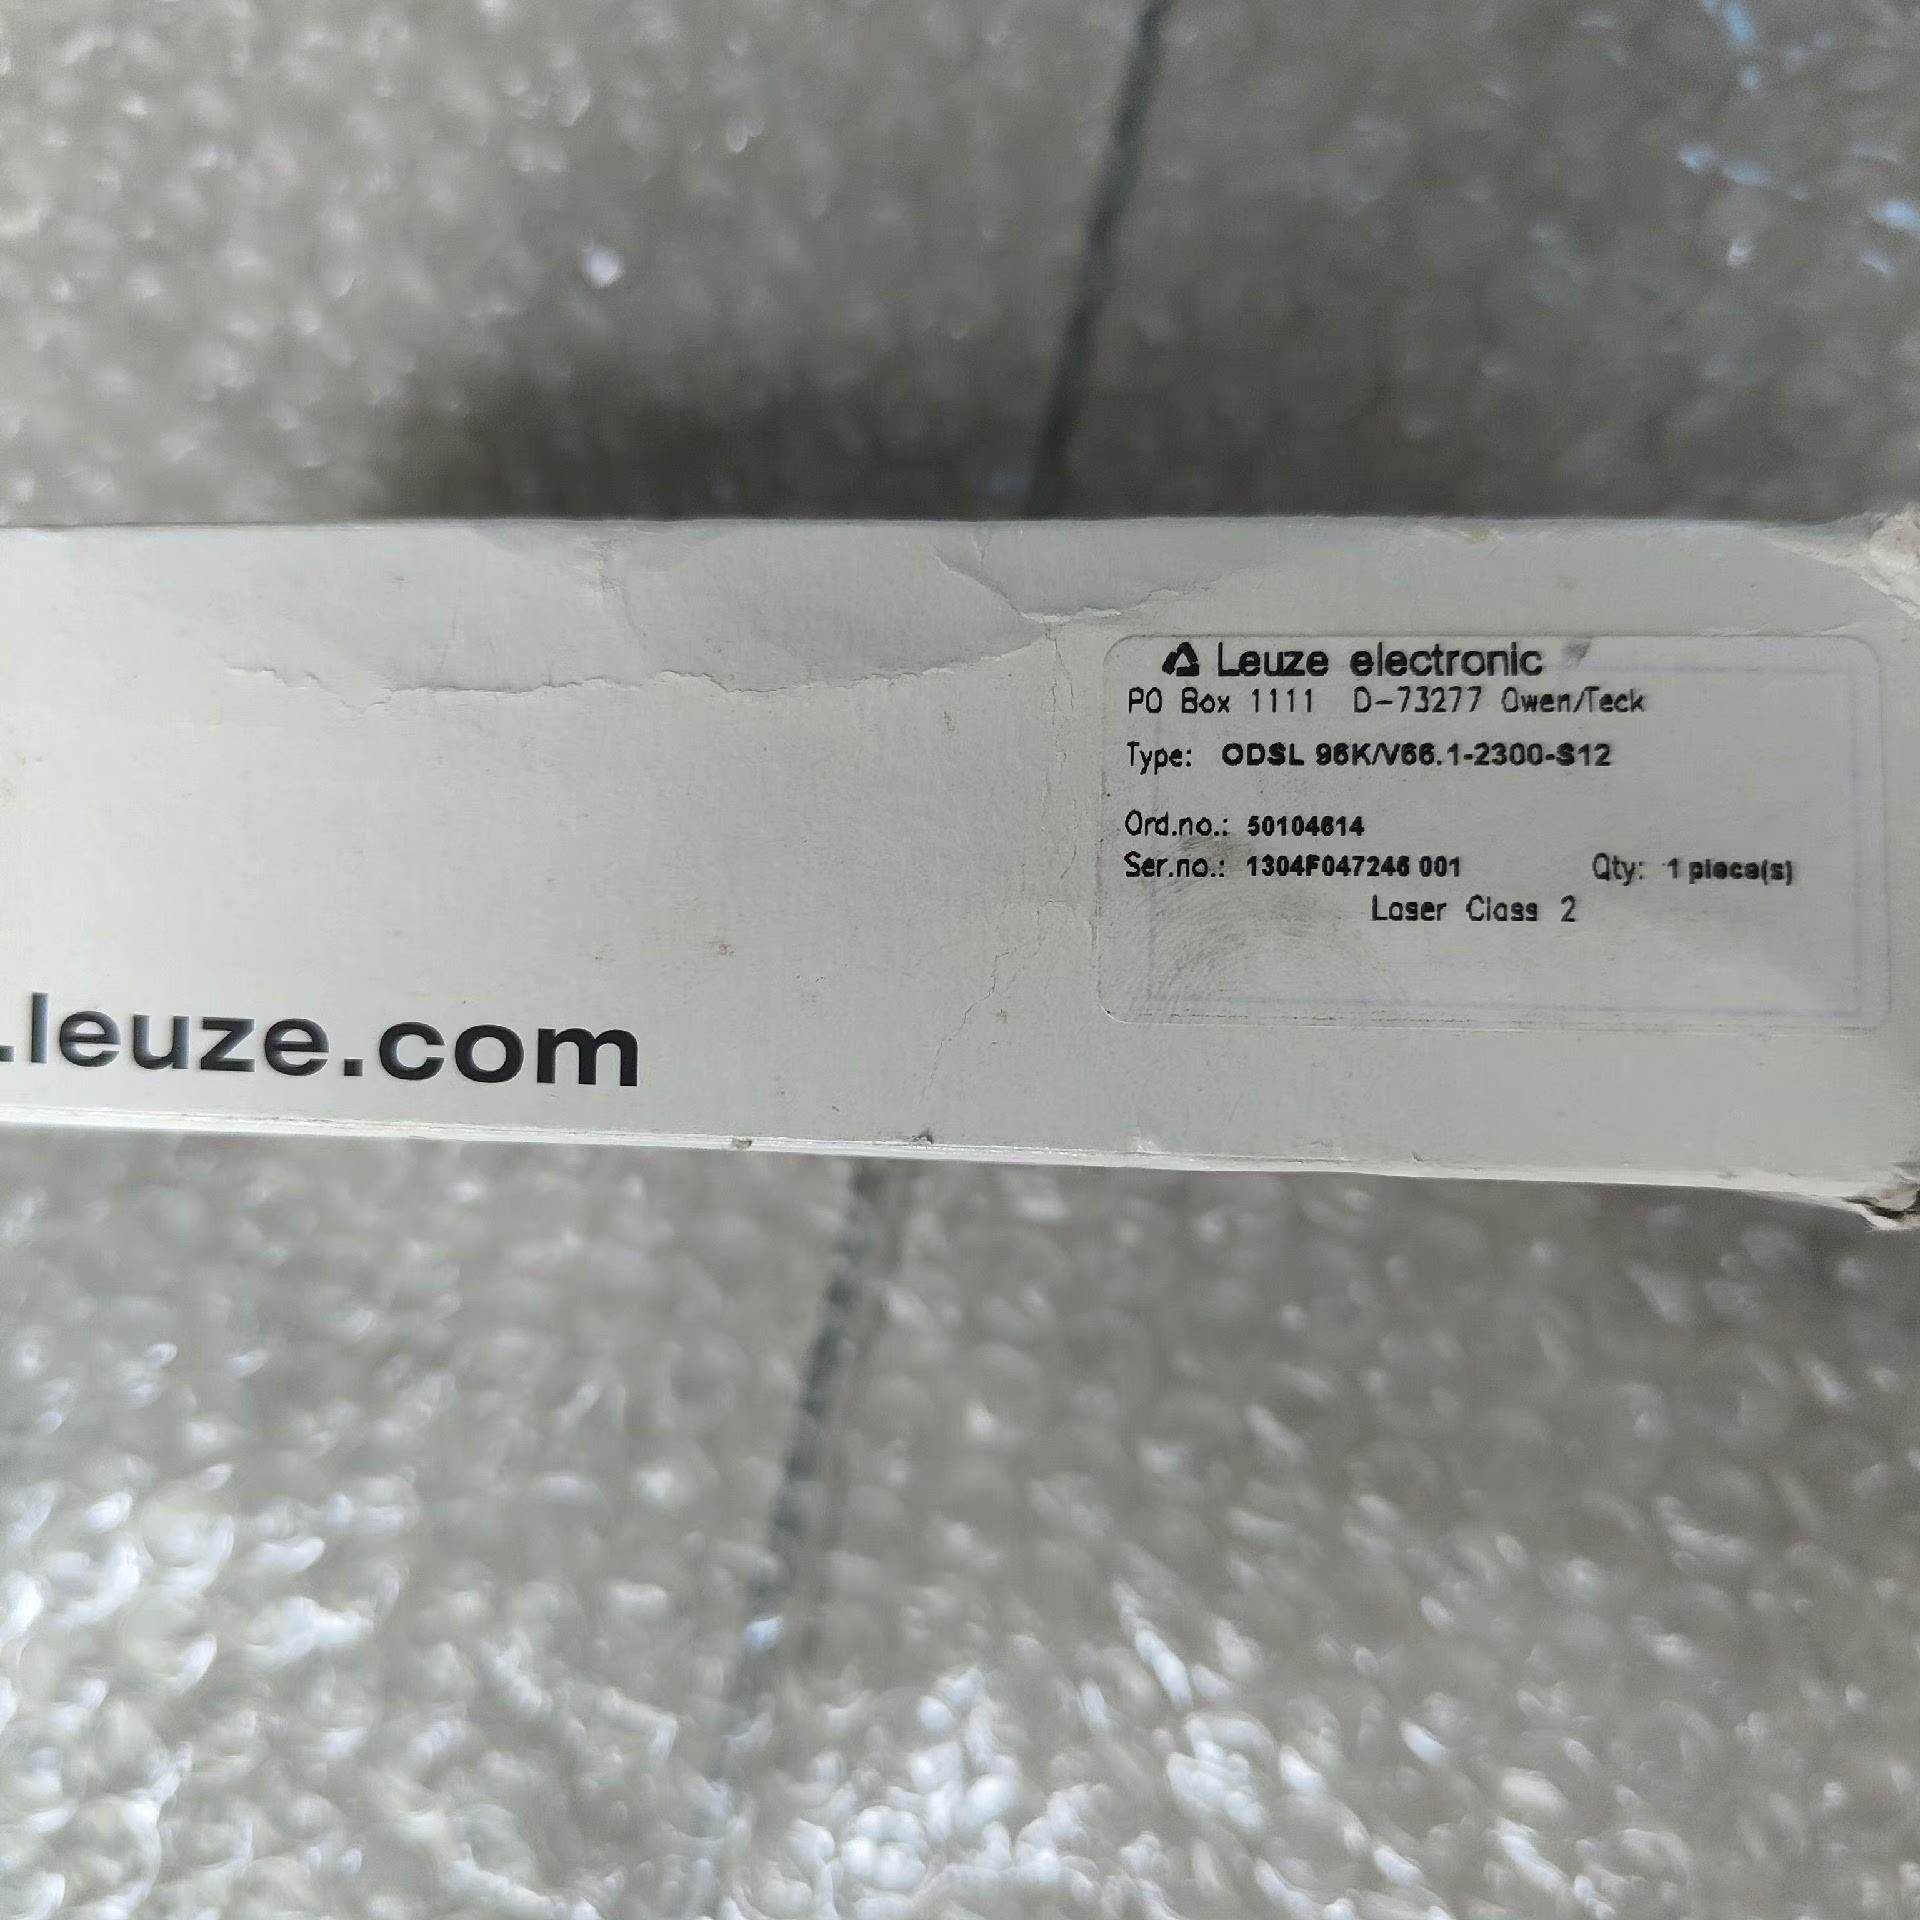 Leuze electronic
PO Box 1111 D-73277 Owen/Teck
Type: ODSL 96K/V66.1-2300-S12
Ord.no.: 50104614
Ser.no.: 1304F047246 001 Qty: 1 piece(s)
Laser Class 2
.leuze.com